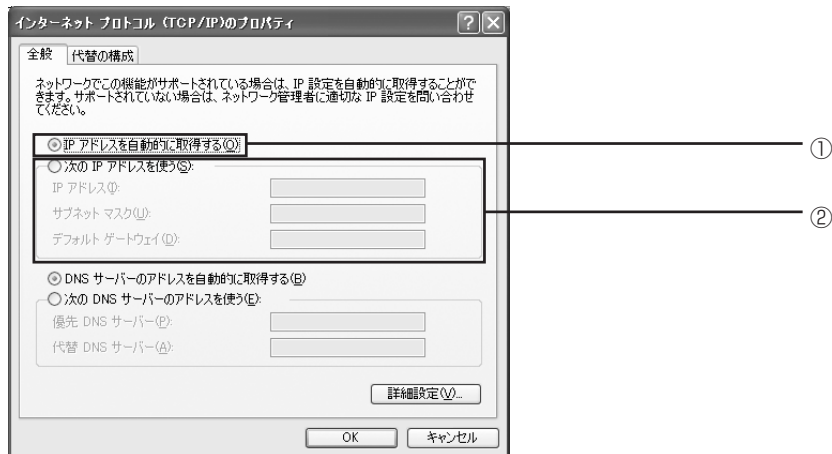 インターネット プロトコル (TCP/IP)のプロパティ
全般
代替の構成
ネットワークでこの機能がサポートされている場合は、IP 設定を自動的に取得することがで
きます。サポートされていない場合は、ネットワーク管理者に適切な IP 設定を問い合わせ
てください。
IP アドレスを自動的に取得する(O)
①
次の IP アドレスを使う(S):
IP アドレス(I):
サブネット マスク(U):
②
デフォルト ゲートウェイ(D):
DNS サーバーのアドレスを自動的に取得する(B)
次の DNS サーバーのアドレスを使う(E):
優先 DNS サーバー(P):
代替 DNS サーバー(A):
詳細設定(V)...
OK
キャンセル